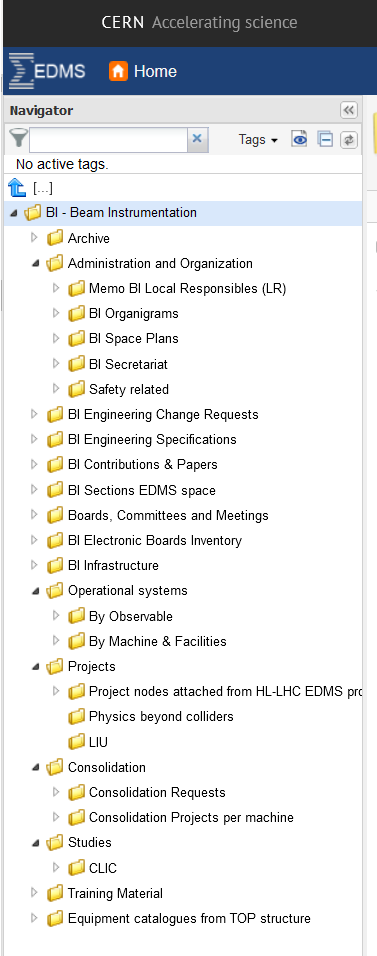 CERN Accelerating science
EDMS Home
Navigator
Tags
No active tags.
[...]
BI - Beam Instrumentation
Archive
Administration and Organization
Memo BI Local Responsibles (LR)
BI Organigrams
BI Space Plans
BI Secretariat
Safety related
BI Engineering Change Requests
BI Engineering Specifications
BI Contributions & Papers
BI Sections EDMS space
Boards, Committees and Meetings
BI Electronic Boards Inventory
BI Infrastructure
Operational systems
By Observable
By Machine & Facilities
Projects
Project nodes attached from HL-LHC EDMS pro
Physics beyond colliders
LIU
Consolidation
Consolidation Requests
Consolidation Projects per machine
Studies
CLIC
Training Material
Equipment catalogues from TOP structure